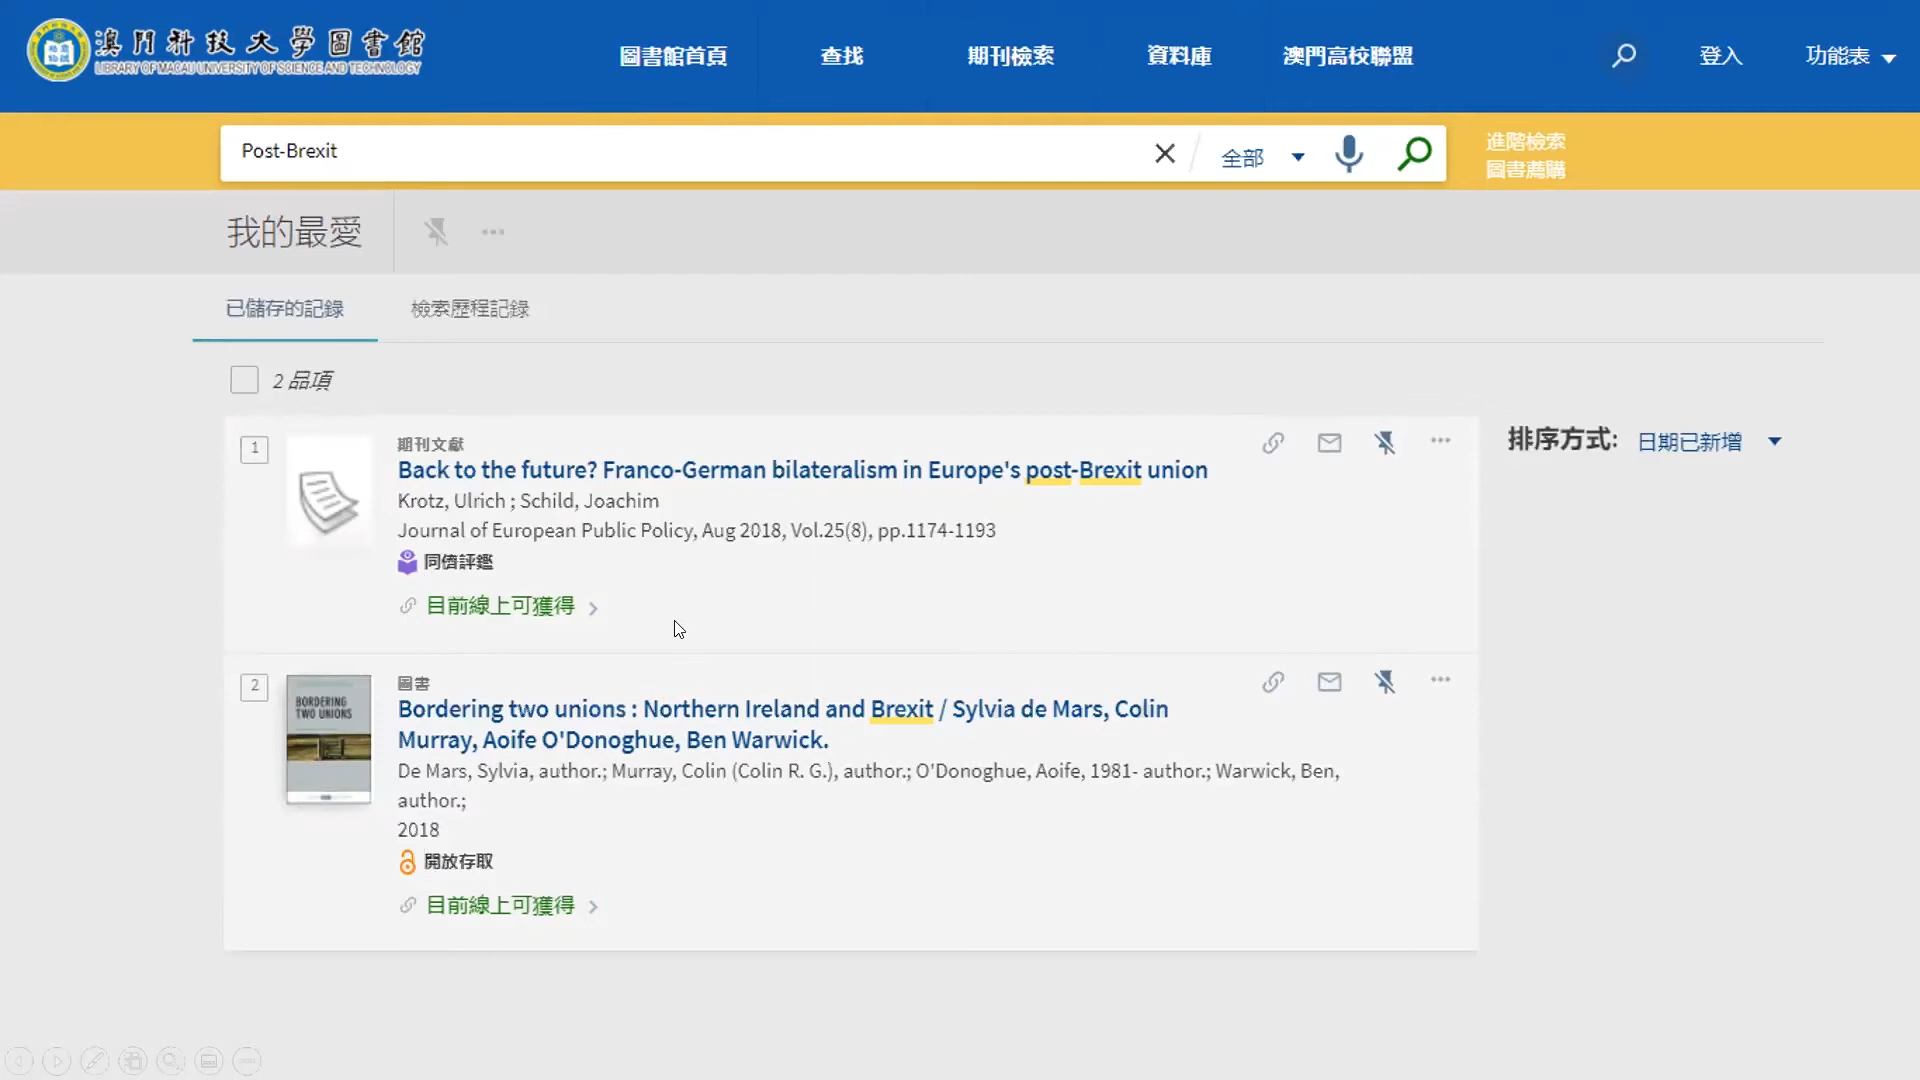 澳門科技大學圖書館
LIBRARY OF MACAU UNIVERSITY OF SCIENCE AND TECHNOLOGY
圖書館首頁 查找 期刊檢索 資料庫 澳門高校聯盟 登入 功能表
Post-Brexit 全部
進階檢索
圖書薦購
我的最愛
已儲存的記錄 檢索歷程記錄
2 品項
排序方式: 日期已新增
1
期刊文獻
Back to the future? Franco-German bilateralism in Europe's post-Brexit union
Krotz, Ulrich ; Schild, Joachim
Journal of European Public Policy, Aug 2018, Vol.25(8), pp.1174-1193
同儕評鑑
目前線上可獲得
2
BORDERING
TWO UNIONS
圖書
Bordering two unions : Northern Ireland and Brexit / Sylvia de Mars, Colin
Murray, Aoife O'Donoghue, Ben Warwick.
De Mars, Sylvia, author.; Murray, Colin (Colin R. G.), author.; O'Donoghue, Aoife, 1981- author.; Warwick, Ben,
author.;
2018
開放存取
目前線上可獲得